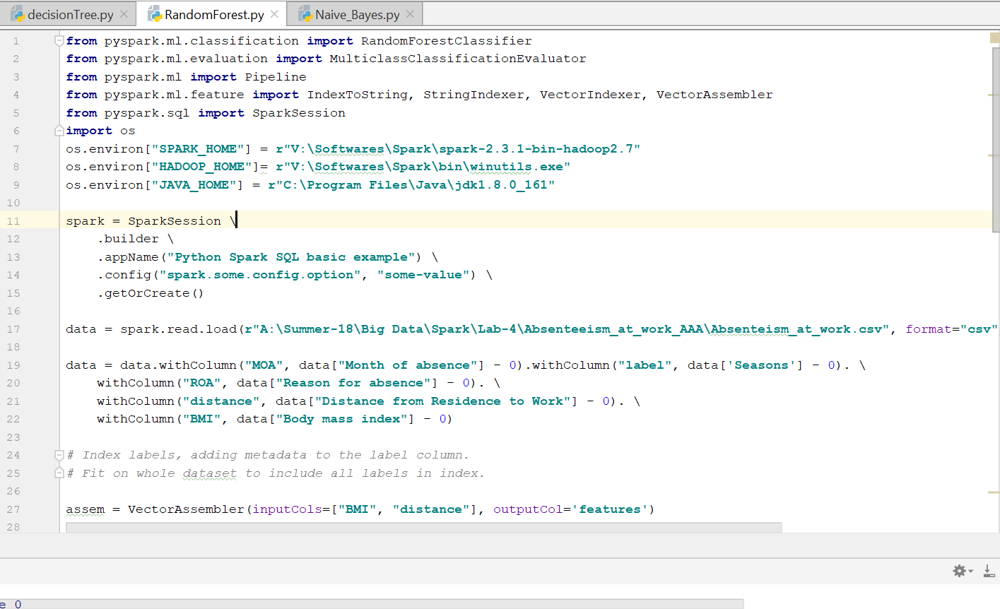 decisionTree.py RandomForest.py Naive_Bayes.py
1 from pyspark.ml.classification import RandomForestClassifier
2 from pyspark.ml.evaluation import MulticlassClassificationEvaluator
3 from pyspark.ml import Pipeline
4 from pyspark.ml.feature import IndexToString, StringIndexer, VectorIndexer, VectorAssembler
5 from pyspark.sql import SparkSession
6 import os
7 os.environ["SPARK_HOME"] = r"V:\Softwares\Spark\spark-2.3.1-bin-hadoop2.7"
8 os.environ["HADOOP_HOME"]= r"V:\Softwares\Spark\bin\winutils.exe"
9 os.environ["JAVA_HOME"] = r"C:\Program Files\Java\jdk1.8.0_161"
10
11 spark = SparkSession \
12     .builder \
13     .appName("Python Spark SQL basic example") \
14     .config("spark.some.config.option", "some-value") \
15     .getOrCreate()
16
17 data = spark.read.load(r"A:\Summer-18\Big Data\Spark\Lab-4\Absenteeism_at_work_AAA\Absenteism_at_work.csv", format="csv"
18
19 data = data.withColumn("MOA", data["Month of absence"] - 0).withColumn("label", data['Seasons'] - 0). \
20     withColumn("ROA", data["Reason for absence"] - 0). \
21     withColumn("distance", data["Distance from Residence to Work"] - 0). \
22     withColumn("BMI", data["Body mass index"] - 0)
23
24 # Index labels, adding metadata to the label column.
25 # Fit on whole dataset to include all labels in index.
26
27 assem = VectorAssembler(inputCols=["BMI", "distance"], outputCol='features')
28
e 0